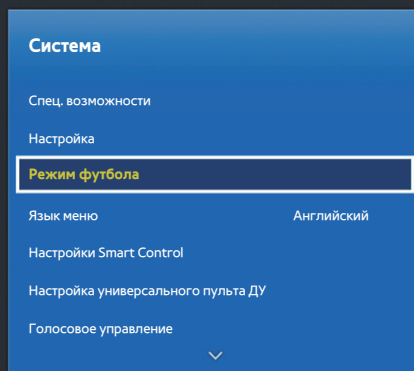 Система
Спец. возможности
Настройка
Режим футбола
Язык меню Английский
Настройки Smart Control
Настройка универсального пульта ДУ
Голосовое управление